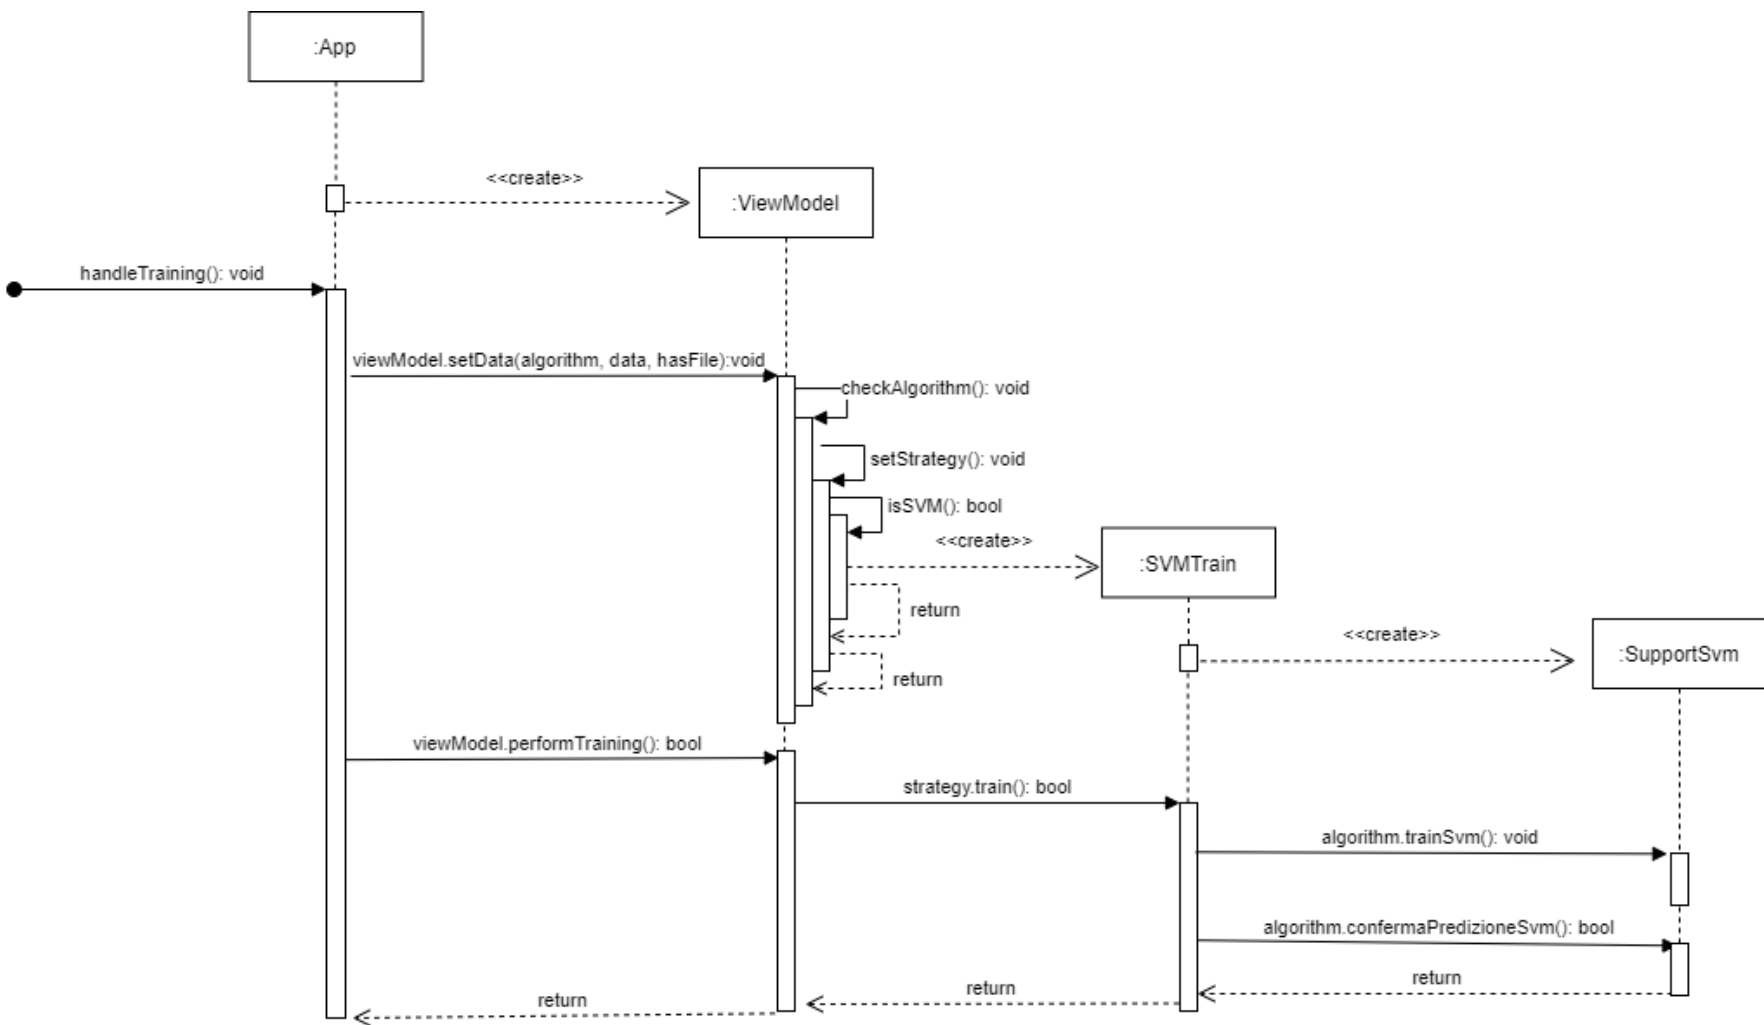 :App
<<create>>
:ViewModel
handleTraining(): void
viewModel.setData(algorithm, data, hasFile):void
checkAlgorithm(): void
setStrategy(): void
isSVM(): bool
<<create>>
:SVMTrain
return
<<create>>
:SupportSvm
return
viewModel.performTraining(): bool
strategy.train(): bool
algorithm.trainSvm(): void
algorithm.confermaPredizioneSvm(): bool
return
return
return